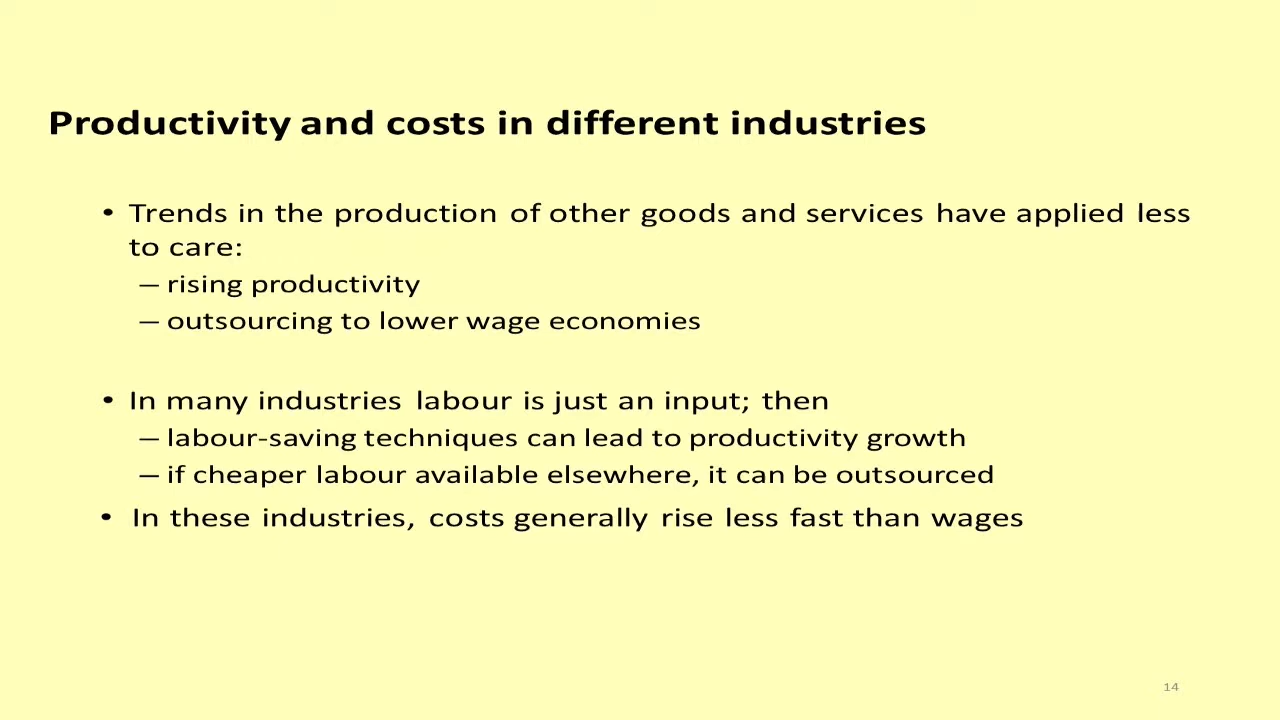 Productivity and costs in different industries
• Trends in the production of other goods and services have applied less
to care:
– rising productivity
– outsourcing to lower wage economies
• In many industries labour is just an input; then
– labour-saving techniques can lead to productivity growth
– if cheaper labour available elsewhere, it can be outsourced
• In these industries, costs generally rise less fast than wages
14